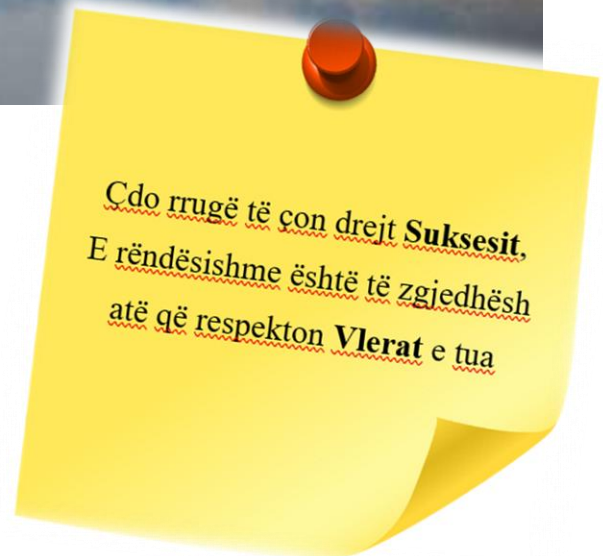 Çdo rrugë të çon drejt Suksesit,
E rëndësishme është të zgjedhësh
atë që respekton Vlerat e tua